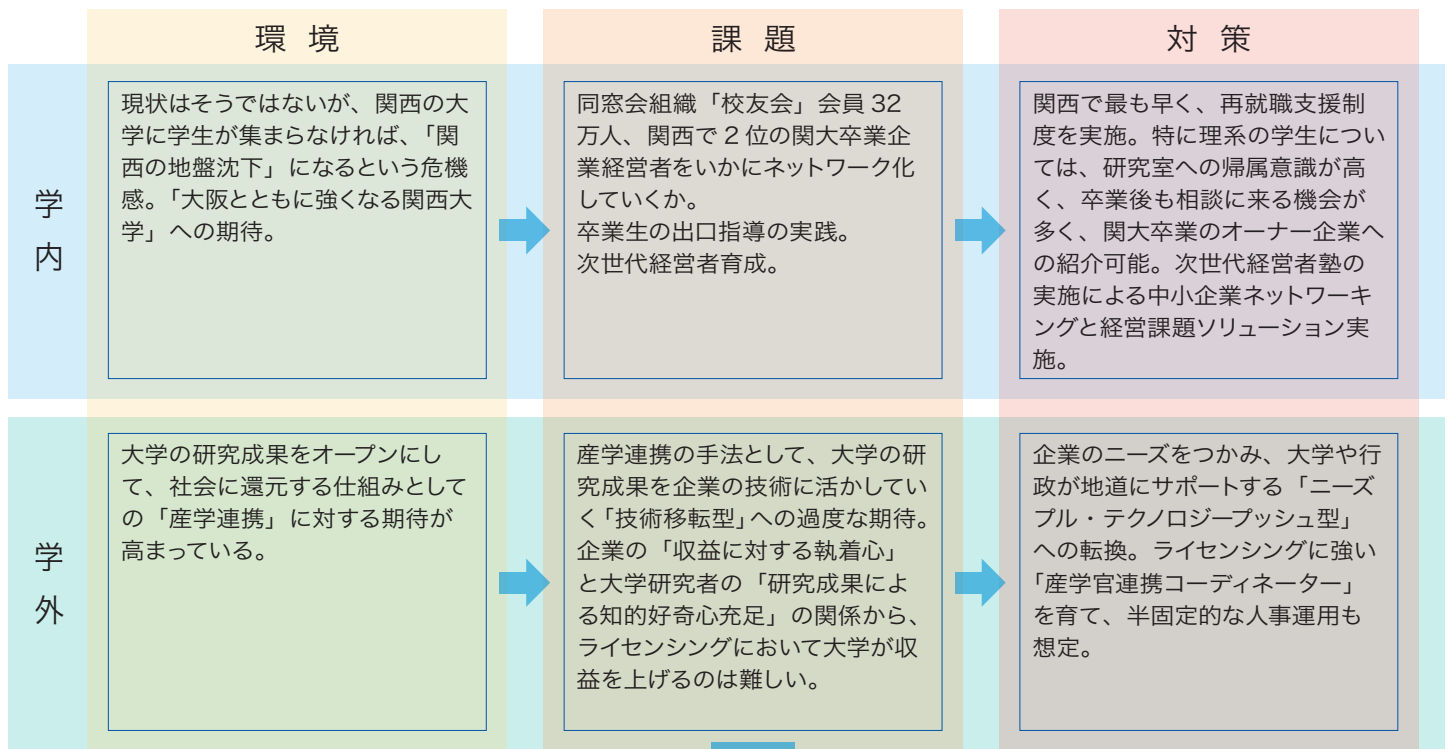 環 境
課 題
対 策
学
内
現状はそうではないが、関西の大
学に学生が集まらなければ、「関
西の地盤沈下」になるという危機
感。「大阪とともに強くなる関西大
学」への期待。
同窓会組織「校友会」会員 32
万人、関西で 2 位の関大卒業企
業経営者をいかにネットワーク化
していくか。
卒業生の出口指導の実践。
次世代経営者育成。
関西で最も早く、再就職支援制
度を実施。特に理系の学生につい
ては、研究室への帰属意識が高
く、卒業後も相談に来る機会が
多く、関大卒業のオーナー企業へ
の紹介可能。次世代経営者塾の
実施による中小企業ネットワーキ
ングと経営課題ソリューション実
施。
学
外
大学の研究成果をオープンにし
て、社会に還元する仕組みとして
の「産学連携」に対する期待が
高まっている。
産学連携の手法として、大学の研
究成果を企業の技術に活かしてい
く「技術移転型」への過度な期待。
企業の「収益に対する執着心」
と大学研究者の「研究成果によ
る知的好奇心充足」の関係から、
ライセンシングにおいて大学が収
益を上げるのは難しい。
企業のニーズをつかみ、大学や行
政が地道にサポートする「ニーズ
プル・テクノロジープッシュ型」
への転換。ライセンシングに強い
「産学官連携コーディネーター」
を育て、半固定的な人事運用も
想定。